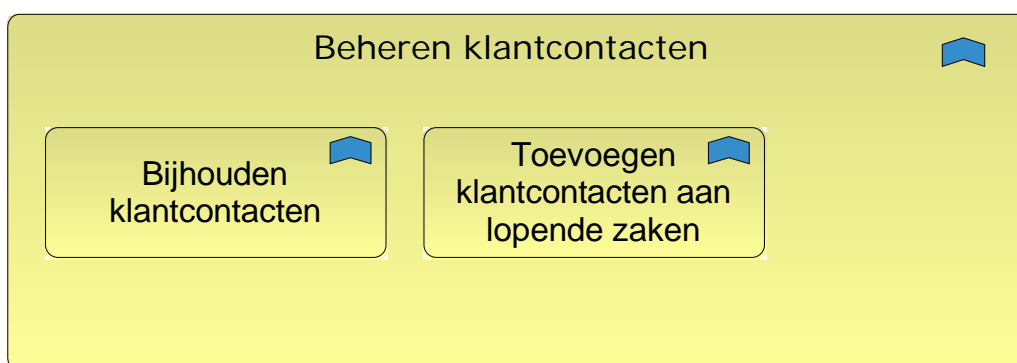 Beheren klantcontacten
Bijhouden
klantcontacten
Toevoegen
klantcontacten aan
lopende zaken